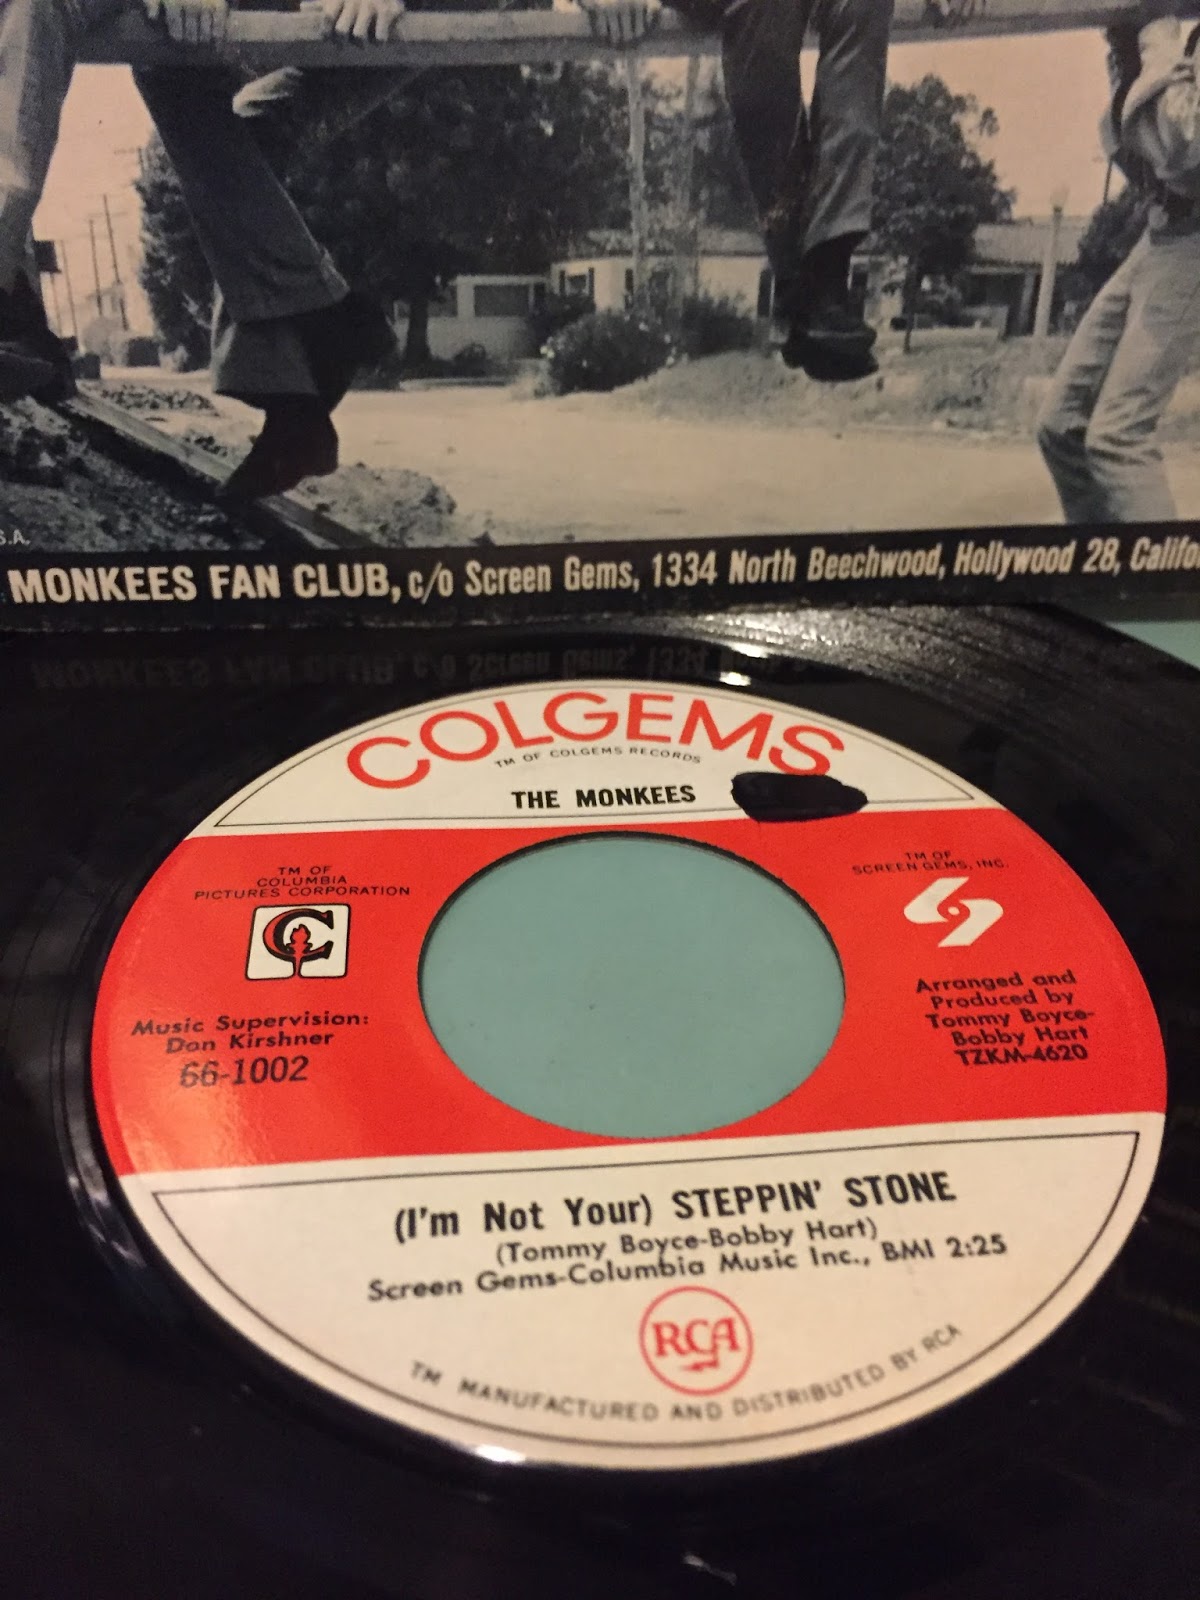 S.A.
MONKEES FAN CLUB, c/o Screen Gems, 1334 North Beechwood, Hollywood 28,
COLGEMS
TM OF COLGEMS RECORDS
THE MONKEES
TM OF
COLUMBIA
PICTURES CORPORATION
C
Music Supervision:
Don Kirshner
66-1002
TM OF
SCREEN GEMS, INC.
Arranged and
Produced by
Tommy Boyce-
Bobby Hart
TZKM-4620
(I'm Not Your) STEPPIN' STONE
(Tommy Boyce-Bobby Hart)
Screen Gems-Columbia Music Inc., BMI 2:25
RCA
TM MANUFACTURED AND DISTRIBUTED BY RCA